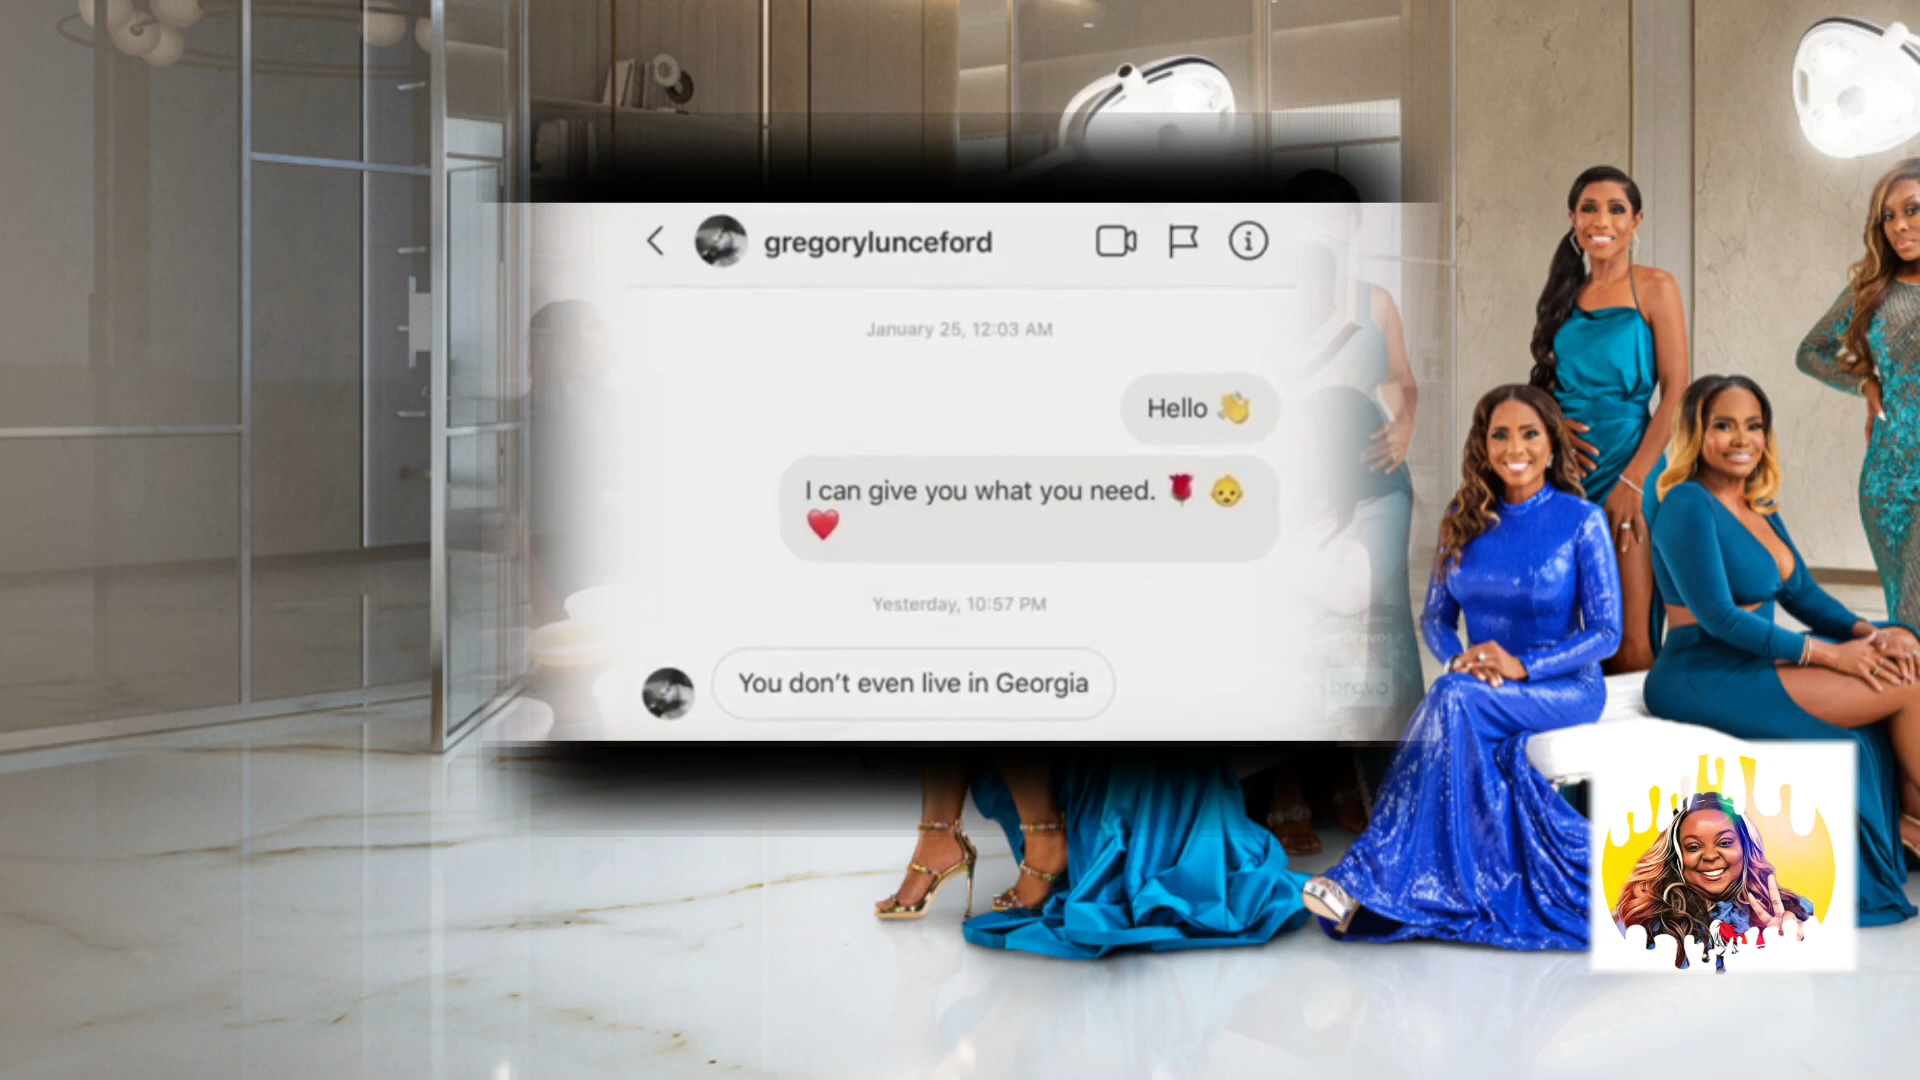 gregorylunceford
January 25, 12:03 AM
Hello 👋
I can give you what you need. 🌹 👶
❤️
Yesterday, 10:57 PM
You don't even live in Georgia
bravo